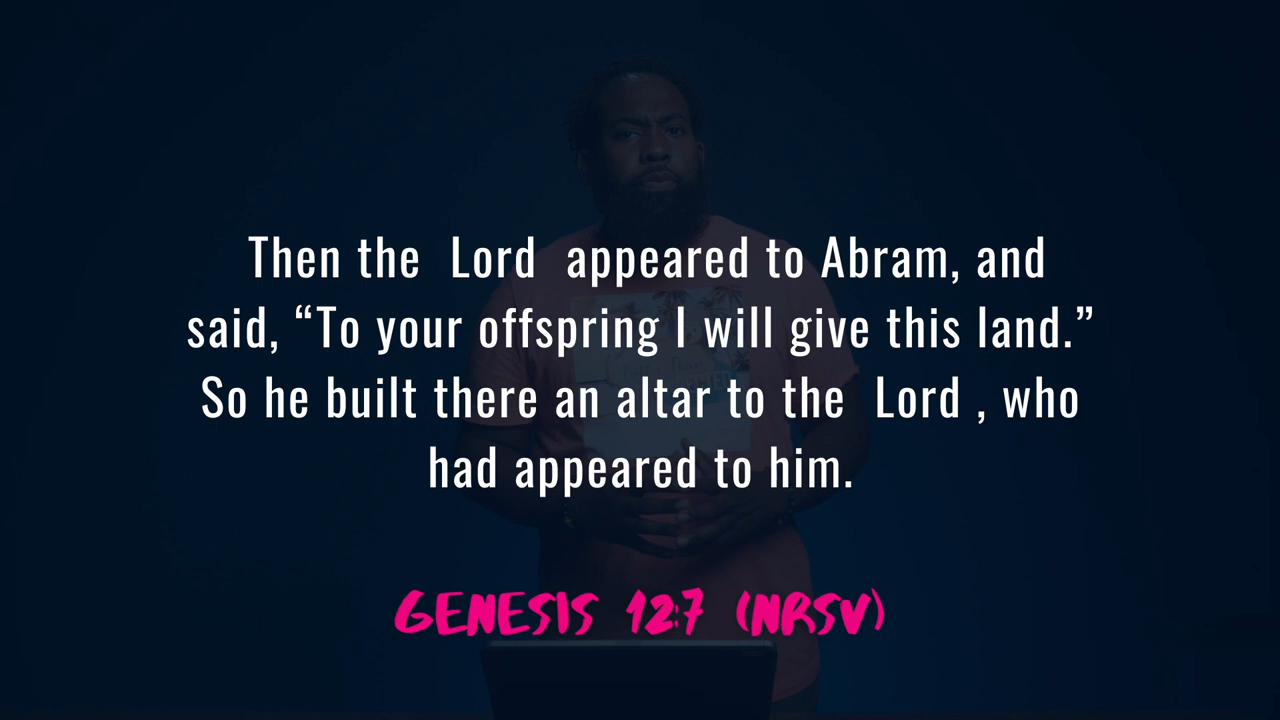 Then the Lord appeared to Abram, and
said, “To your offspring I will give this land.”
So he built there an altar to the Lord , who
had appeared to him.
GENESIS 12:7 (NRSV)